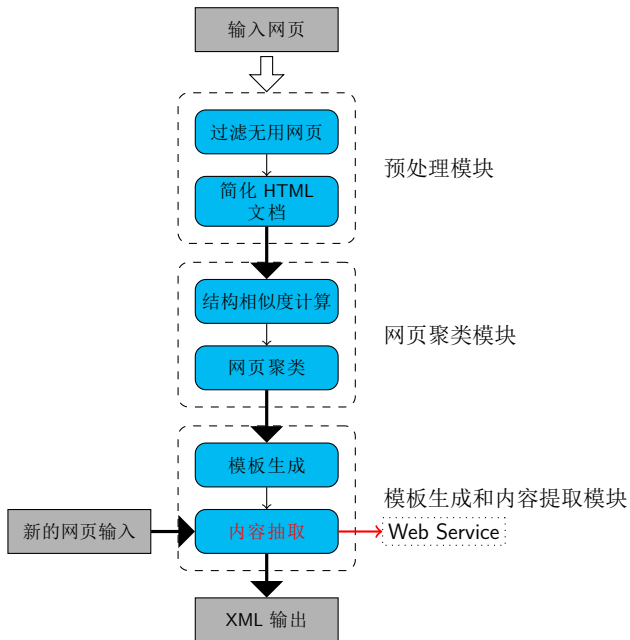 输入网页
过滤无用网页
预处理模块
简化 HTML
文档
结构相似度计算
网页聚类模块
网页聚类
模板生成
模板生成和内容提取模块
新的网页输入
内容抽取
Web Service
XML 输出